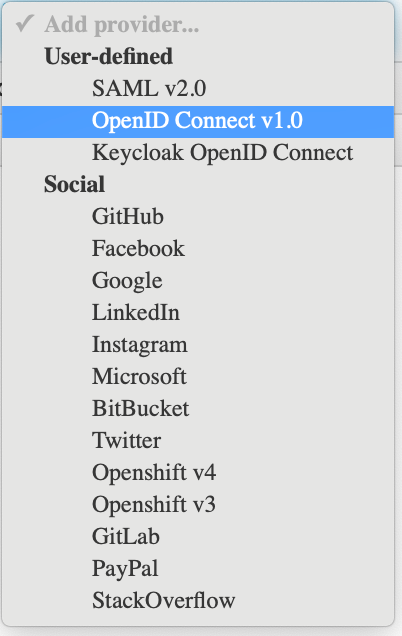 ✓ Add provider...
User-defined
SAML v2.0
OpenID Connect v1.0
Keycloak OpenID Connect
Social
GitHub
Facebook
Google
LinkedIn
Instagram
Microsoft
BitBucket
Twitter
Openshift v4
Openshift v3
GitLab
PayPal
StackOverflow